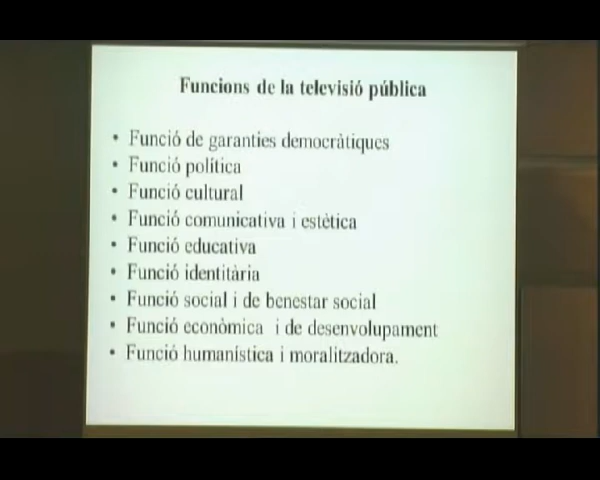 Funcions de la televisió pública
• Funció de garanties democràtiques
• Funció política
• Funció cultural
• Funció comunicativa i estètica
• Funció educativa
• Funció identitària
• Funció social i de benestar social
• Funció econòmica i de desenvolupament
• Funció humanística i moralitzadora.